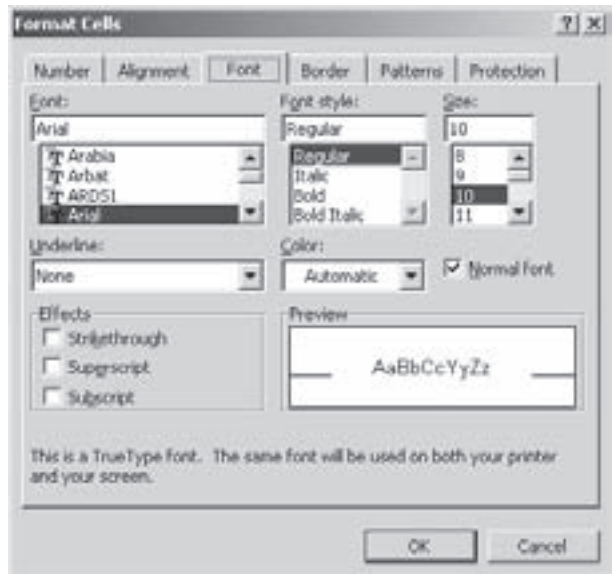 Format Cells
Number Alignment Font Border Patterns Protection
Font: Font style: Size:
Arial Regular 10
Arabia Regular 8
Arbat Italic 9
ARDS1 Bold 10
Arial Bold Italic 11
Underline: Color:
None Automatic Normal font
Effects Preview
Strikethrough
Superscript AaBbCcYyZz
Subscript
This is a TrueType font. The same font will be used on both your printer
and your screen.
OK Cancel